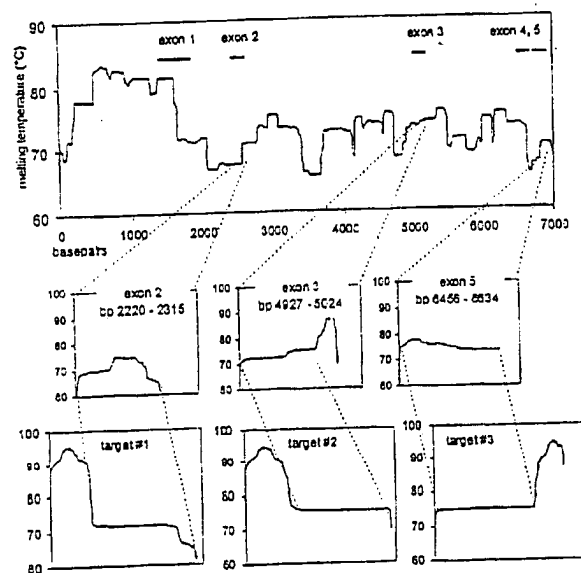 90
80
70
60
melting temperature (°C)
exon 1
exon 2
exon 3
exon 4, 5
0
1000
2000
3000
4000
5000
6000
7000
basepairs
100
90
80
70
60
exon 2
bp 2220 - 2315
100
90
80
70
60
exon 3
bp 4927 - 5024
100
90
80
70
60
exon 5
bp 6456 - 6634
100
90
80
70
60
target #1
100
90
80
70
60
target #2
100
90
80
70
60
target #3